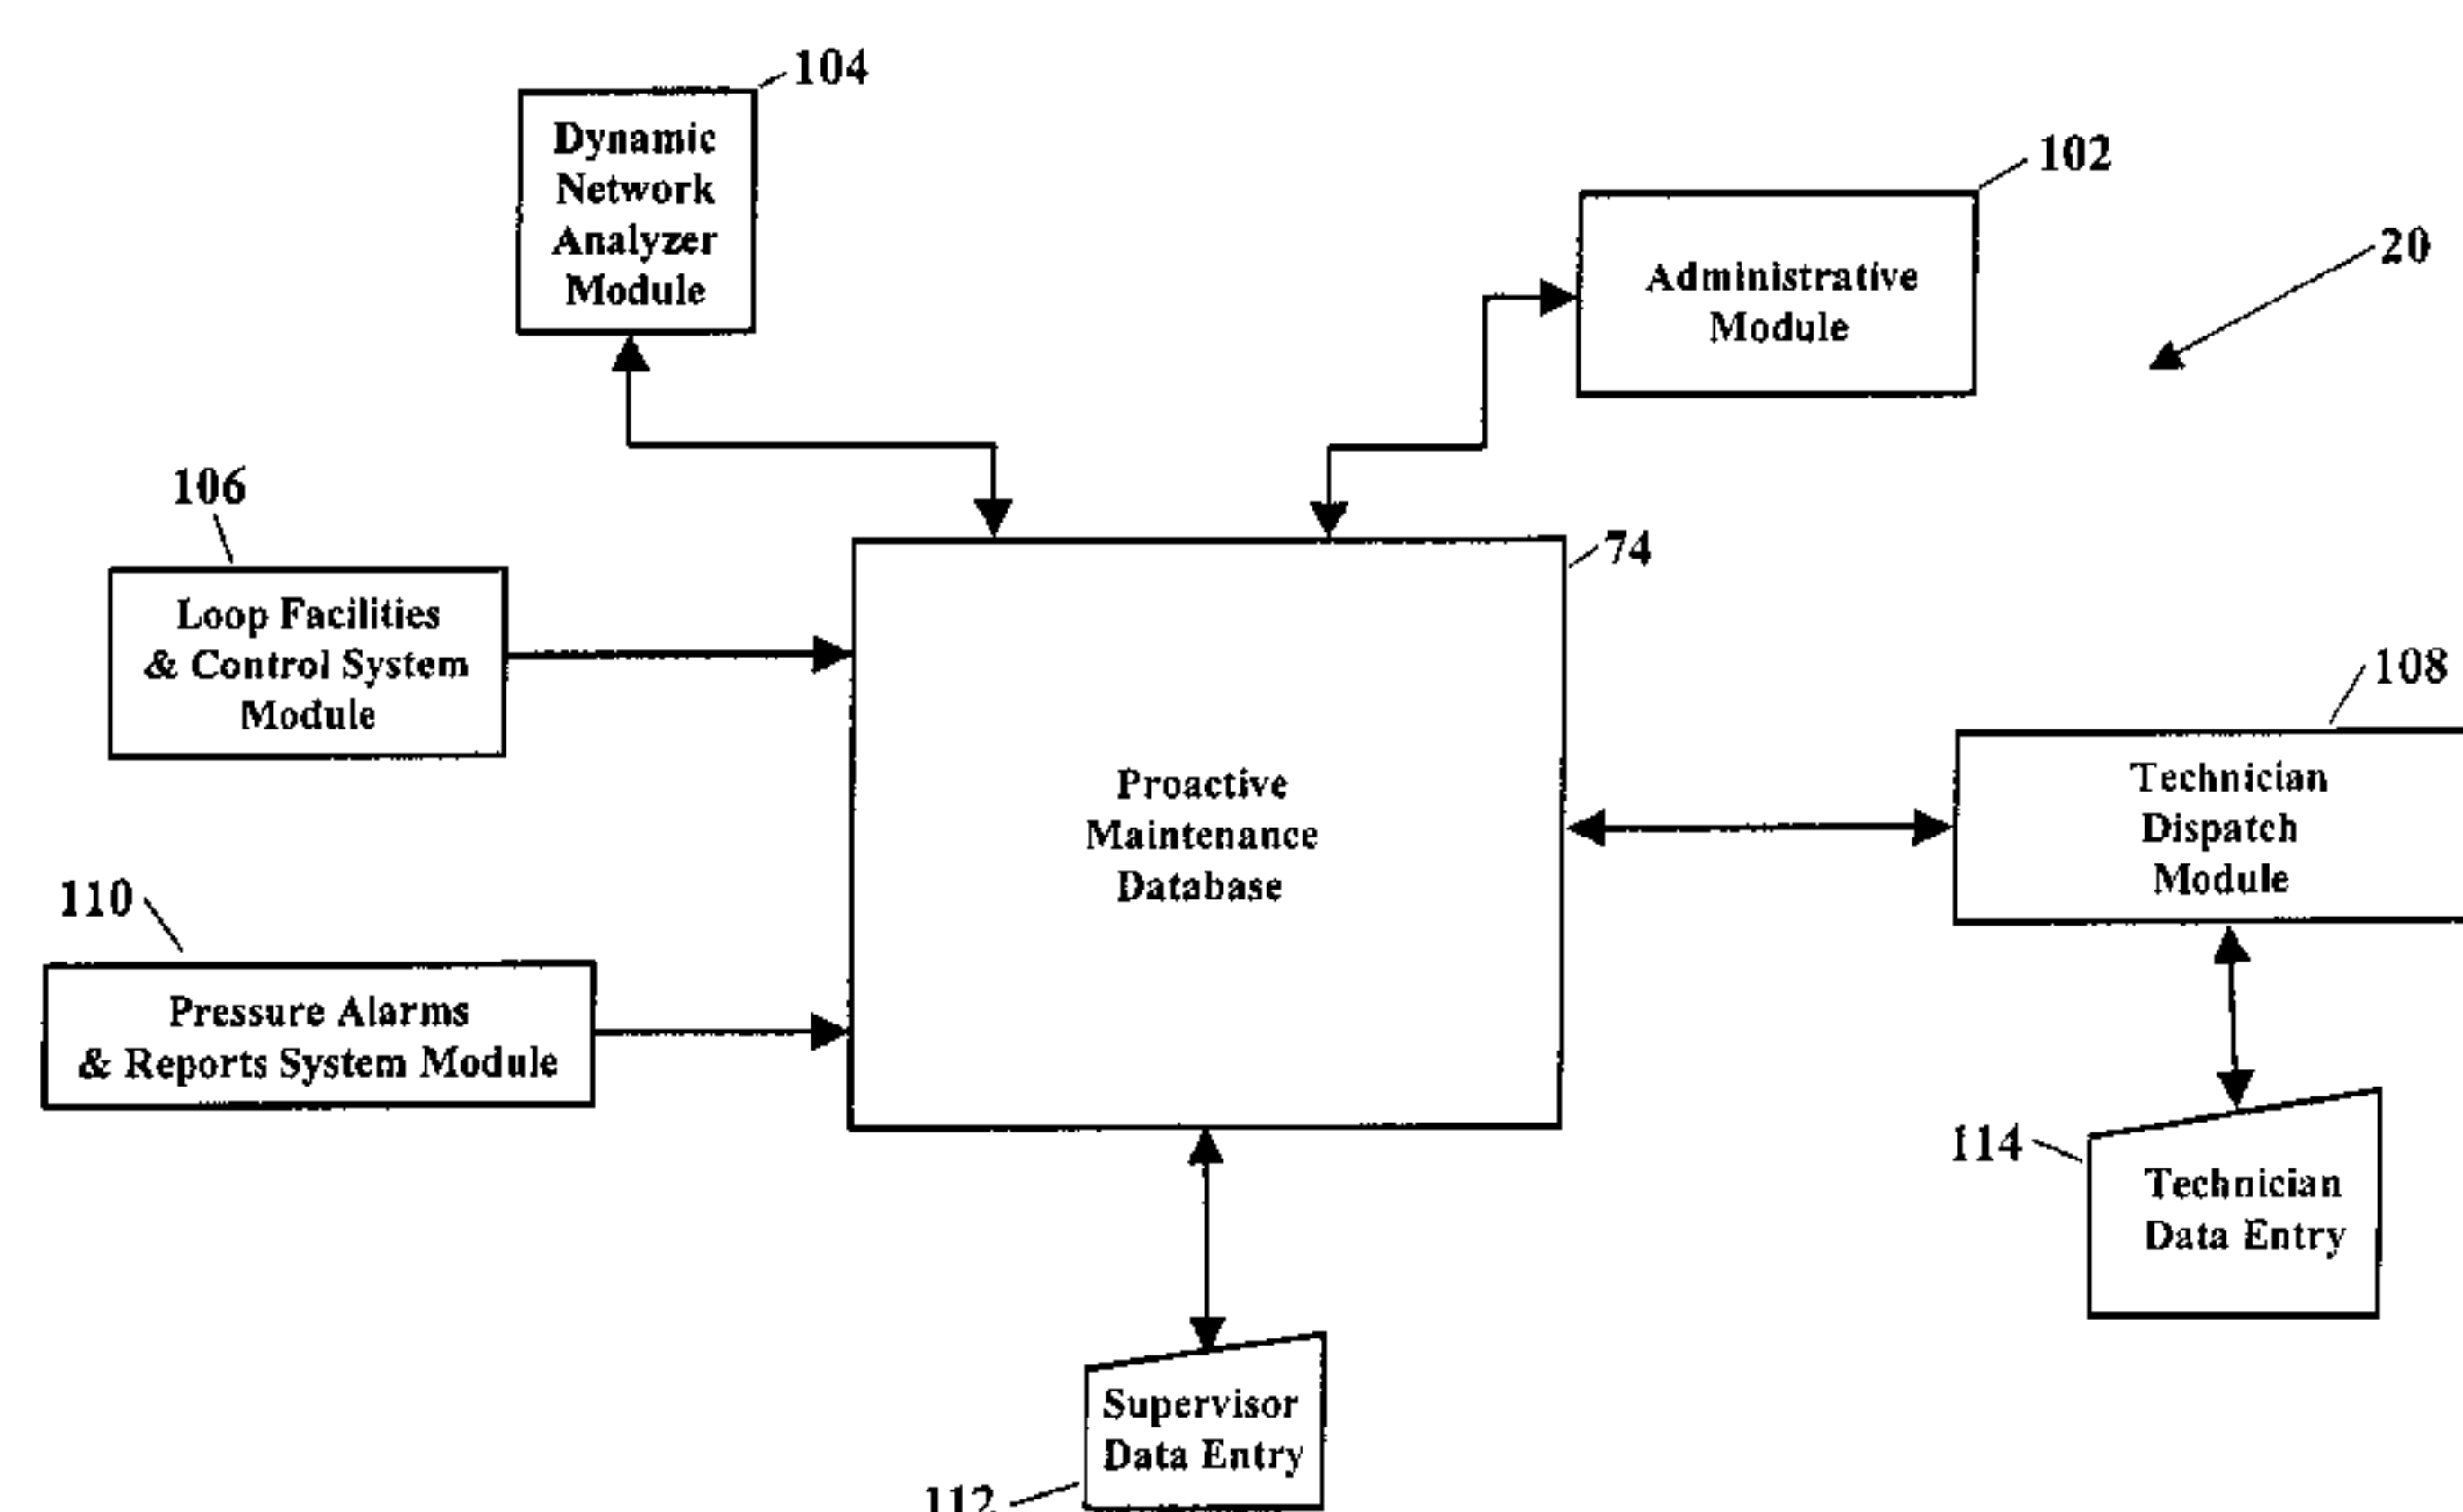 104
Dynamic
Network
Analyzer
Module
102
Administrative
Module
20
106
Loop Facilities
& Control System
Module
74
Proactive
Maintenance
Database
108
Technician
Dispatch
Module
110
Pressure Alarms
& Reports System Module
114
Technician
Data Entry
Supervisor
Data Entry
112